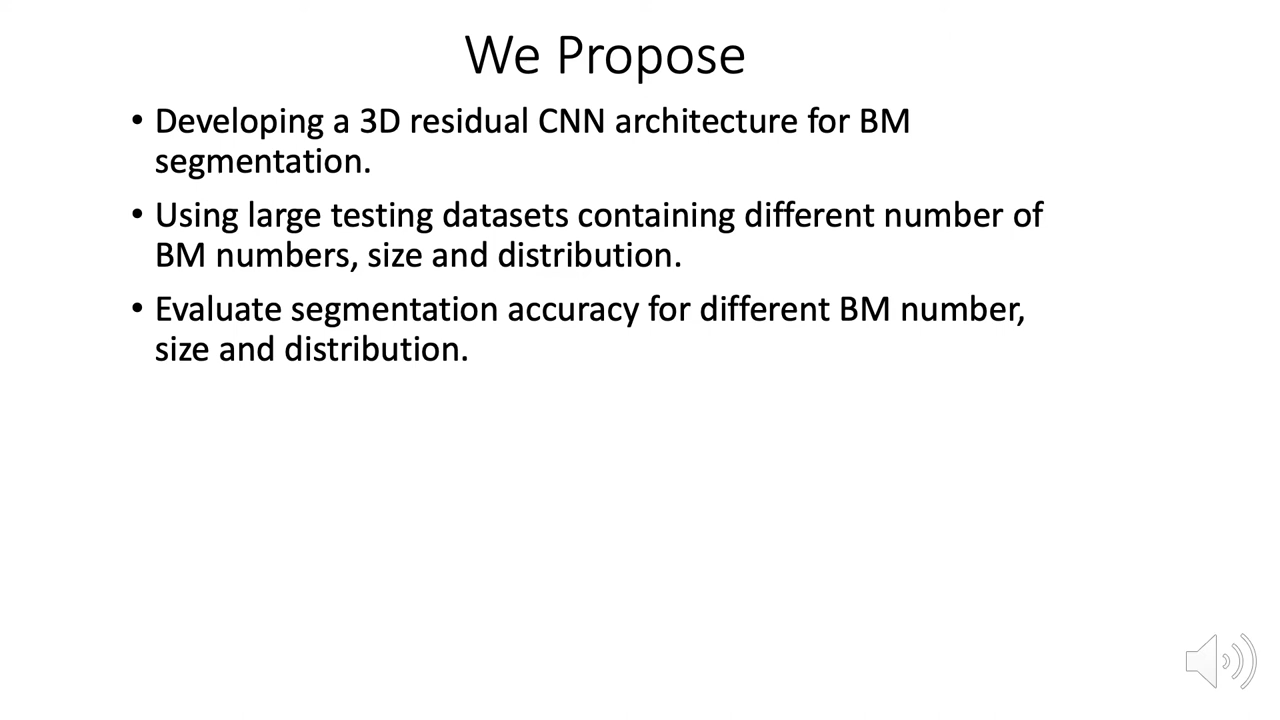 We Propose
• Developing a 3D residual CNN architecture for BM
segmentation.
• Using large testing datasets containing different number of
BM numbers, size and distribution.
• Evaluate segmentation accuracy for different BM number,
size and distribution.